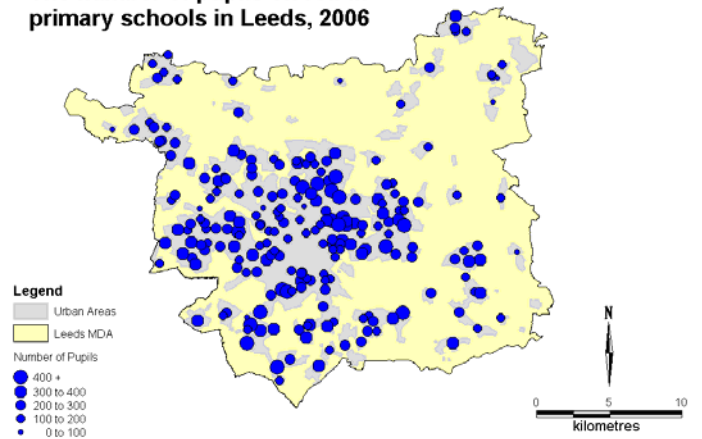 primary schools in Leeds, 2006
Legend
Urban Areas
Leeds MDA
Number of Pupils
400 +
300 to 400
200 to 300
100 to 200
0 to 100
N
0 5 10
kilometres